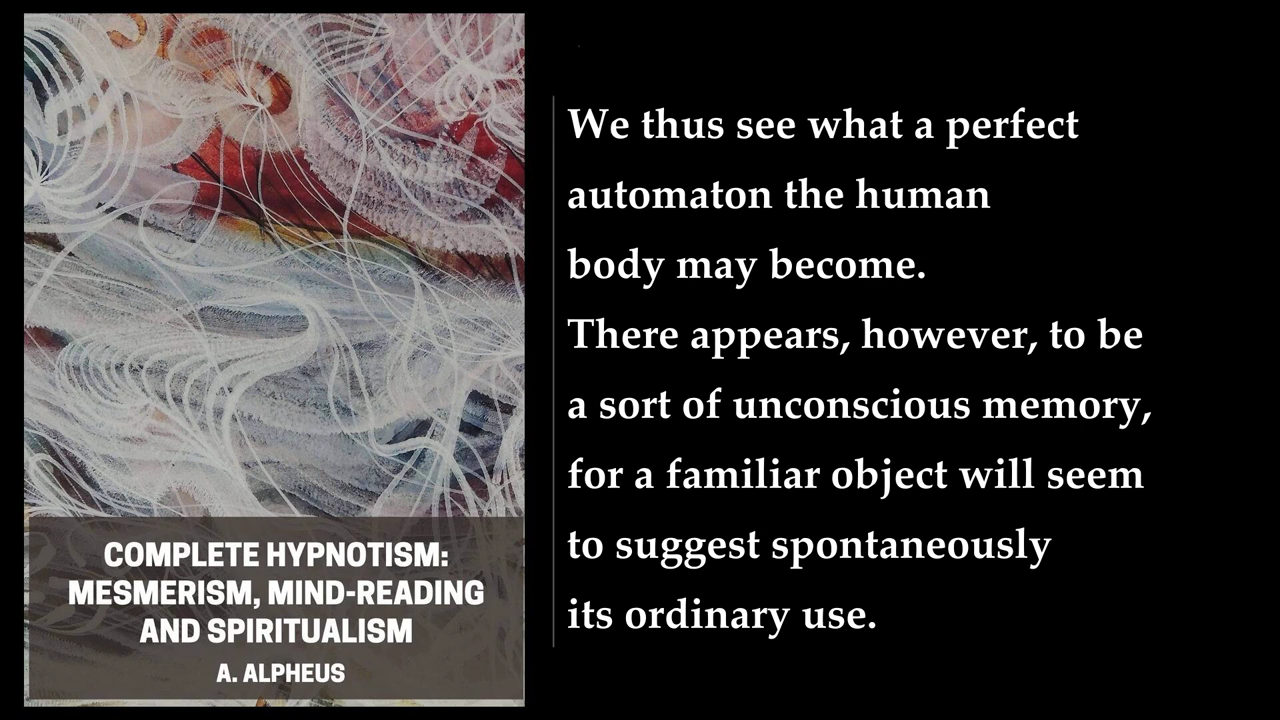 COMPLETE HYPNOTISM:
MESMERISM, MIND-READING
AND SPIRITUALISM
A. ALPHEUS
We thus see what a perfect
automaton the human
body may become.
There appears, however, to be
a sort of unconscious memory,
for a familiar object will seem
to suggest spontaneously
its ordinary use.